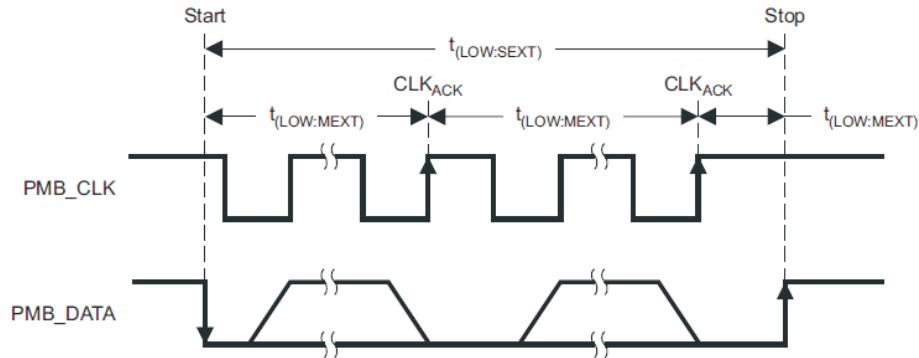 Start
Stop
t(LOW:SEXT)
CLKACK
CLKACK
t(LOW:MEXT)
t(LOW:MEXT)
t(LOW:MEXT)
PMB_CLK
PMB_DATA